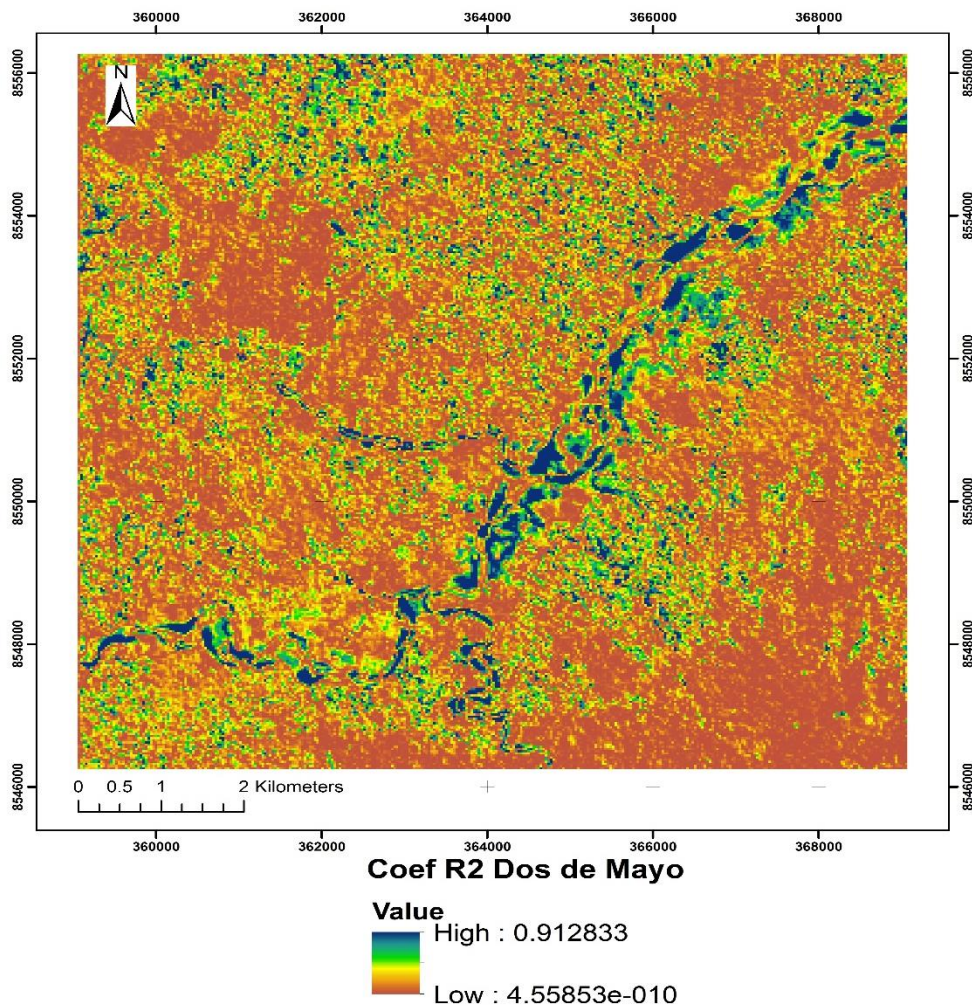 360000 362000 364000 366000 368000
N
8556000 8556000
8554000 8554000
8552000 8552000
8550000 8550000
8548000 8548000
8546000 8546000
0 0.5 1 2 Kilometers
360000 362000 364000 366000 368000
Coef R2 Dos de Mayo
Value
High : 0.912833
Low : 4.55853e-010